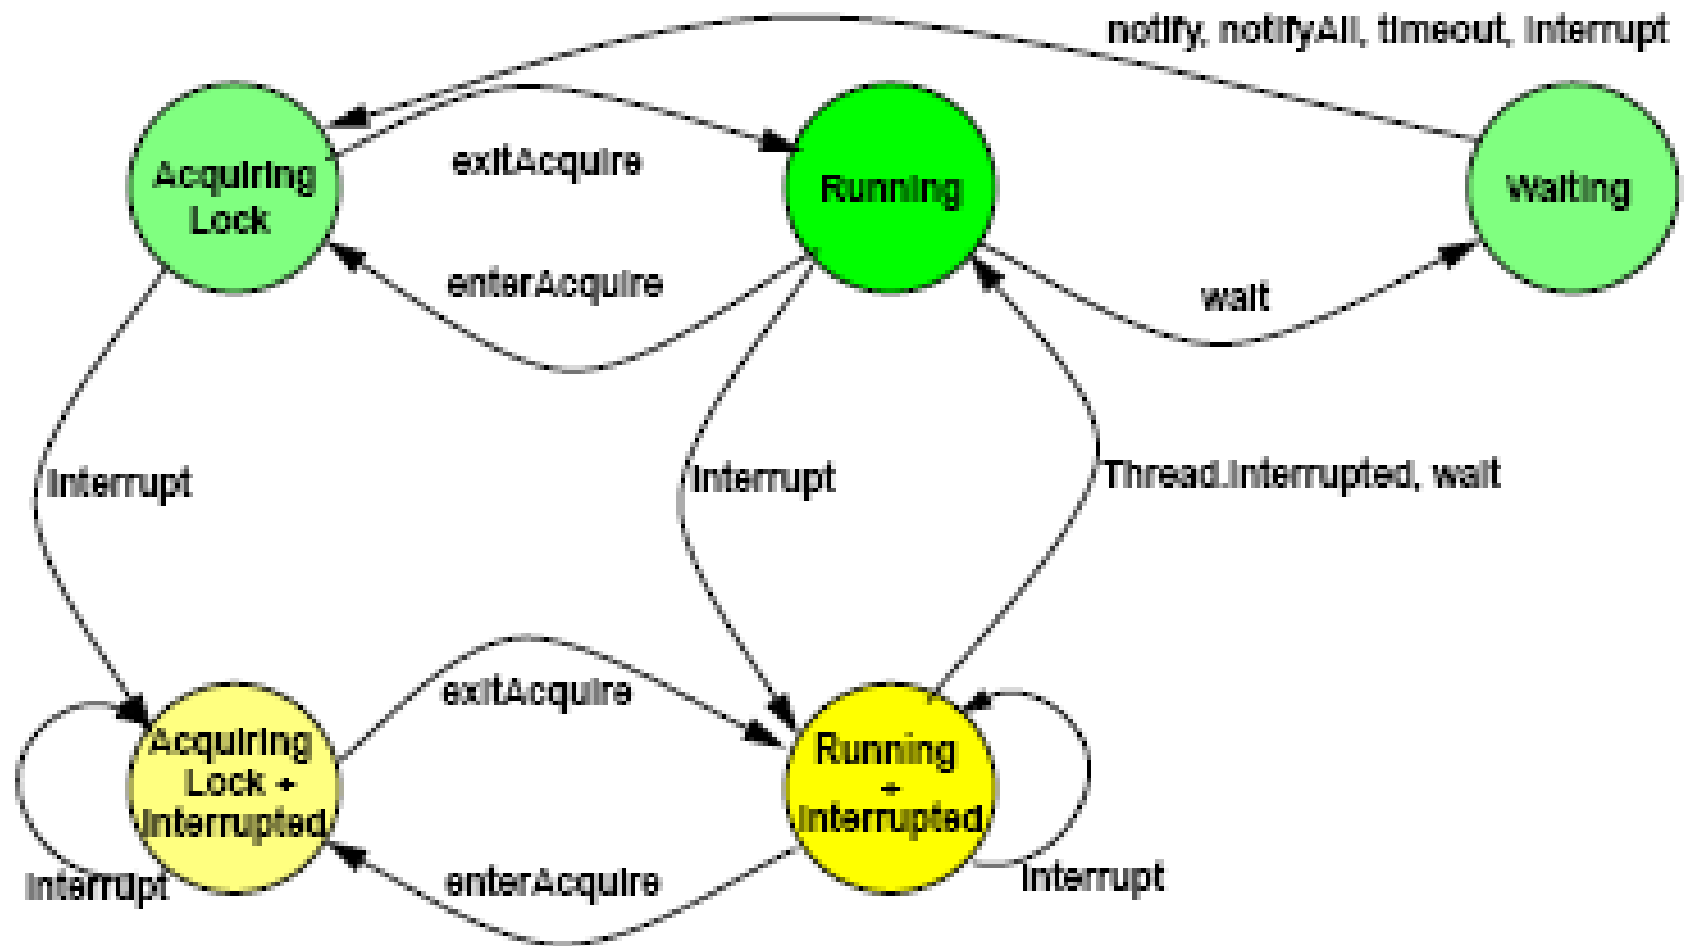 notify, notifyAll, timeout, interrupt
Acquiring
Lock
exitAcquire
Running
Waiting
enterAcquire
wait
interrupt
interrupt
Thread.interrupted, wait
exitAcquire
Acquiring
Lock +
interrupted
Running
+
interrupted
interrupt
enterAcquire
interrupt